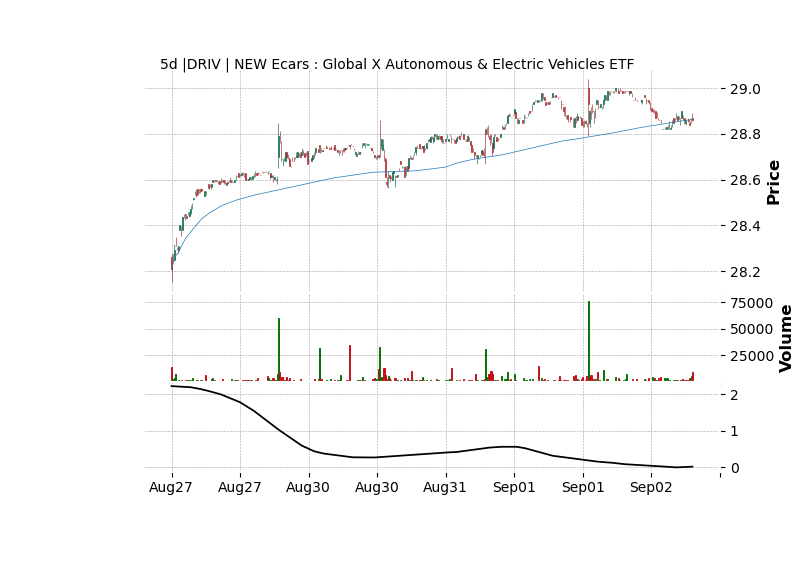 5d |DRIV | NEW Ecars : Global X Autonomous & Electric Vehicles ETF
29.0
28.8
28.6
28.4
28.2
Price
75000
50000
25000
Volume
2
1
0
Aug27 Aug27 Aug30 Aug30 Aug31 Sep01 Sep01 Sep02